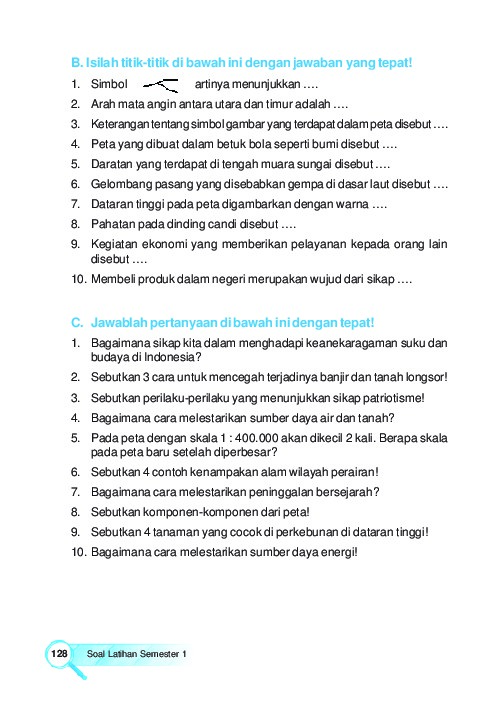 B. Isilah titik-titik di bawah ini dengan jawaban yang tepat!
1. Simbol artinya menunjukkan ….
2. Arah mata angin antara utara dan timur adalah ….
3. Keterangan tentang simbol gambar yang terdapat dalam peta disebut ….
4. Peta yang dibuat dalam betuk bola seperti bumi disebut ….
5. Daratan yang terdapat di tengah muara sungai disebut ….
6. Gelombang pasang yang disebabkan gempa di dasar laut disebut ….
7. Dataran tinggi pada peta digambarkan dengan warna ….
8. Pahatan pada dinding candi disebut ….
9. Kegiatan ekonomi yang memberikan pelayanan kepada orang lain
disebut ….
10. Membeli produk dalam negeri merupakan wujud dari sikap ….
C. Jawablah pertanyaan di bawah ini dengan tepat!
1. Bagaimana sikap kita dalam menghadapi keanekaragaman suku dan
budaya di Indonesia?
2. Sebutkan 3 cara untuk mencegah terjadinya banjir dan tanah longsor!
3. Sebutkan perilaku-perilaku yang menunjukkan sikap patriotisme!
4. Bagaimana cara melestarikan sumber daya air dan tanah?
5. Pada peta dengan skala 1 : 400.000 akan dikecil 2 kali. Berapa skala
pada peta baru setelah diperbesar?
6. Sebutkan 4 contoh kenampakan alam wilayah perairan!
7. Bagaimana cara melestarikan peninggalan bersejarah?
8. Sebutkan komponen-komponen dari peta!
9. Sebutkan 4 tanaman yang cocok di perkebunan di dataran tinggi!
10. Bagaimana cara melestarikan sumber daya energi!
128 Soal Latihan Semester 1